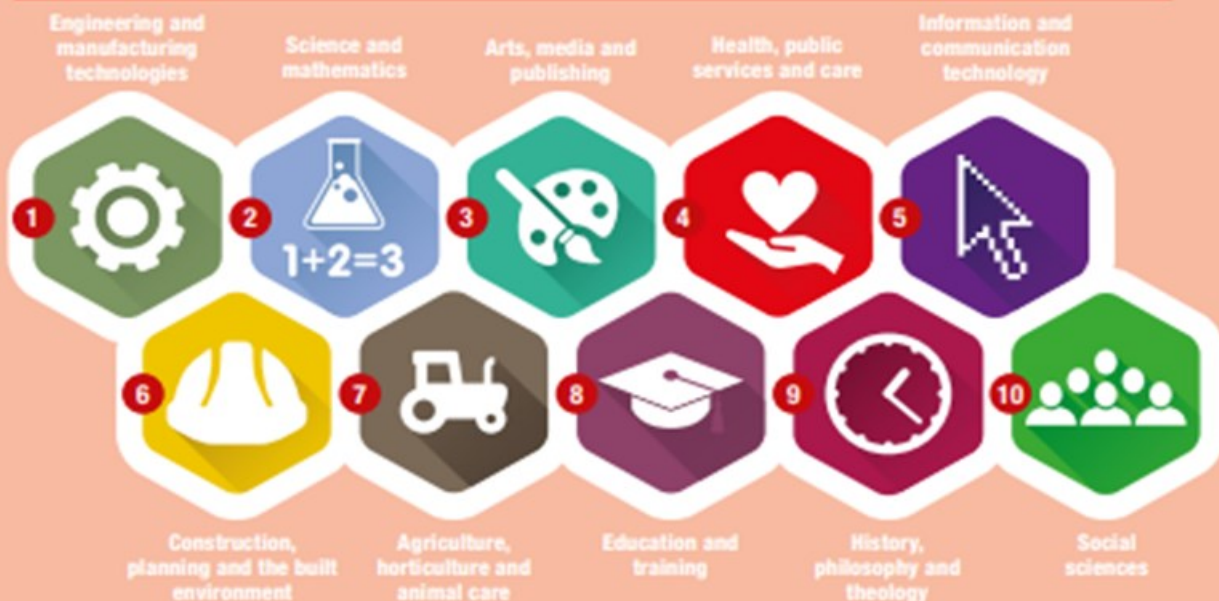 Engineering and
manufacturing
technologies
Science and
mathematics
Arts, media and
publishing
Health, public
services and care
Information and
communication
technology
1
2
1+2=3
3
4
5
6
7
8
9
10
Construction,
planning and the built
environment
Agriculture,
horticulture and
animal care
Education and
training
History,
philosophy and
theology
Social
sciences